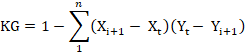 KG = 1 − ∑₁ⁿ (Xᵢ₊₁ − Xₜ)(Yₜ − Yᵢ₊₁)